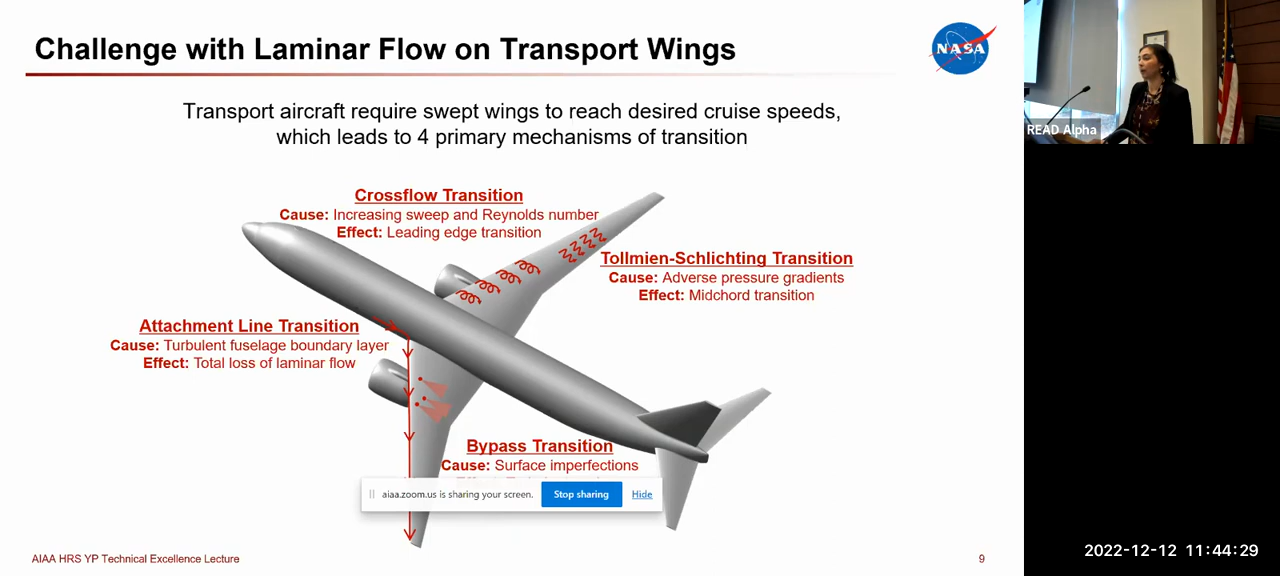 Challenge with Laminar Flow on Transport Wings
NASA
READ Alpha
Transport aircraft require swept wings to reach desired cruise speeds,
which leads to 4 primary mechanisms of transition
Crossflow Transition
Cause: Increasing sweep and Reynolds number
Effect: Leading edge transition
Tollmien-Schlichting Transition
Cause: Adverse pressure gradients
Effect: Midchord transition
Attachment Line Transition
Cause: Turbulent fuselage boundary layer
Effect: Total loss of laminar flow
Bypass Transition
Cause: Surface imperfections
aiaa.zoom.us is sharing your screen. Stop sharing Hide
AIAA HRS YP Technical Excellence Lecture
9
2022-12-12 11:44:29